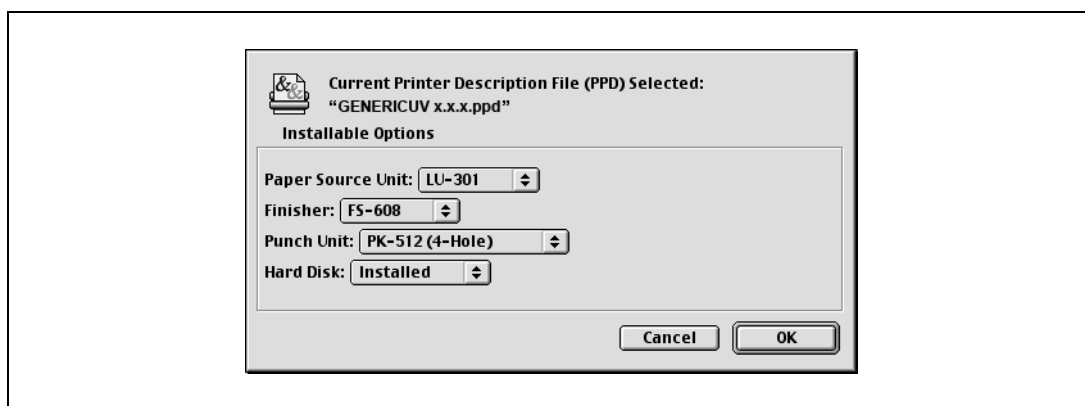 Current Printer Description File (PPD) Selected:
“GENERICUV x.x.x.ppd”
Installable Options
Paper Source Unit: LU-301
Finisher: FS-608
Punch Unit: PK-512 (4-Hole)
Hard Disk: Installed
Cancel OK